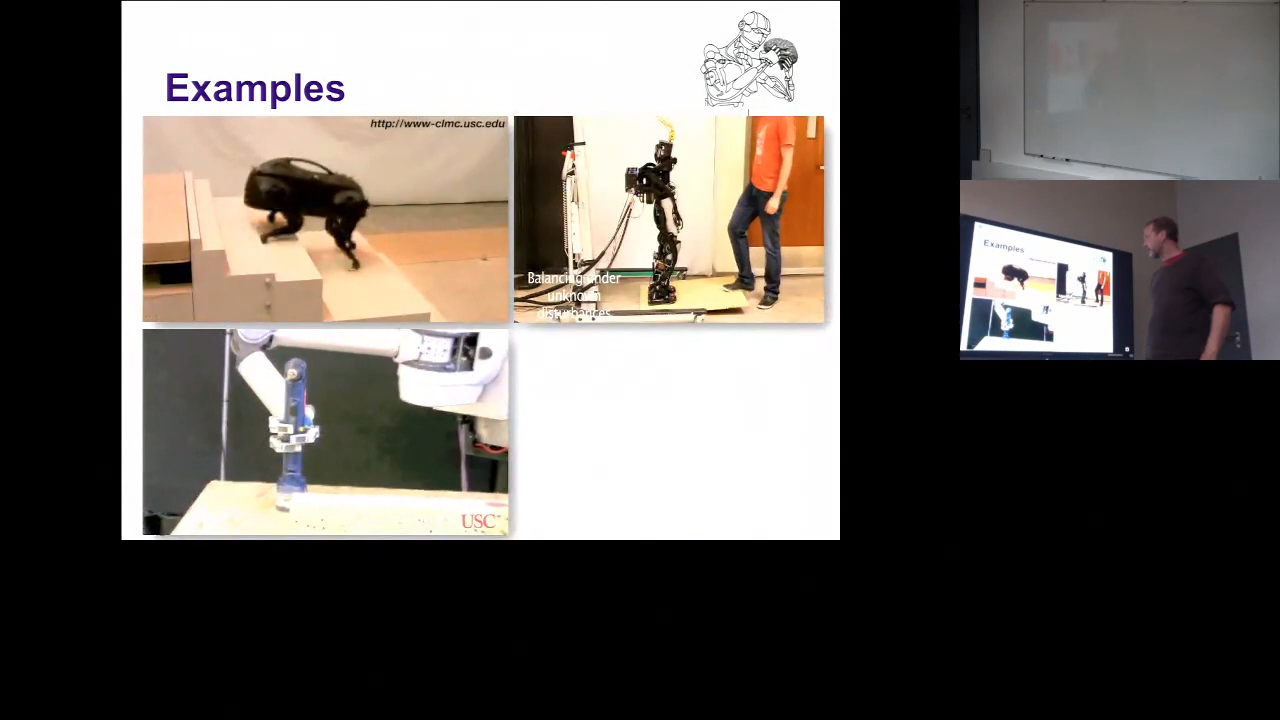 Examples
http://www-clmc.usc.edu
Balancing under
unknown
disturbances
USC
Examples